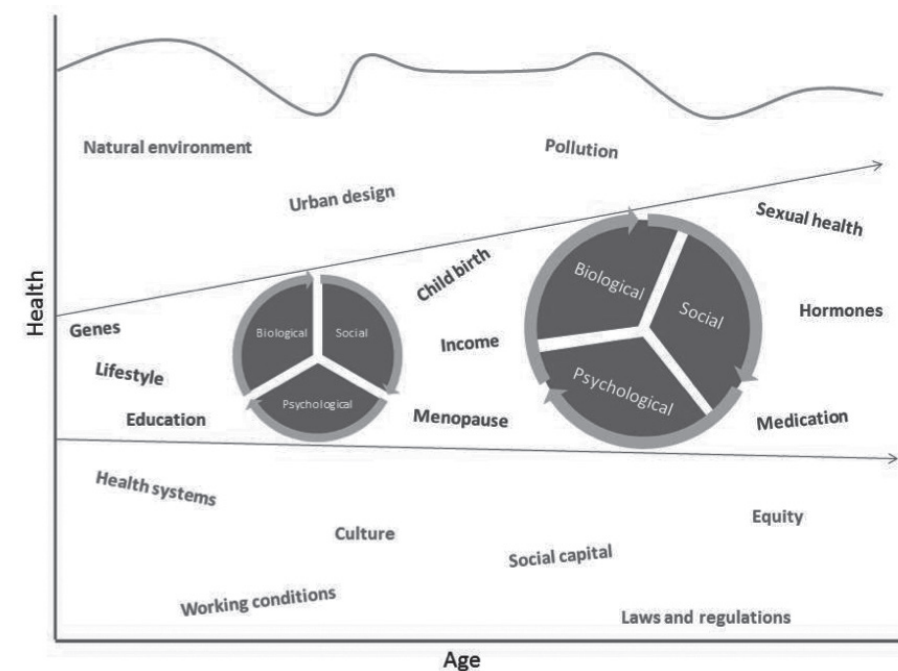 Natural environment
Pollution
Urban design
Sexual health
Child birth
Biological
Social
Psychological
Hormones
Genes
Income
Biological
Social
Psychological
Lifestyle
Education
Menopause
Medication
Health systems
Culture
Equity
Social capital
Working conditions
Laws and regulations
Health
Age